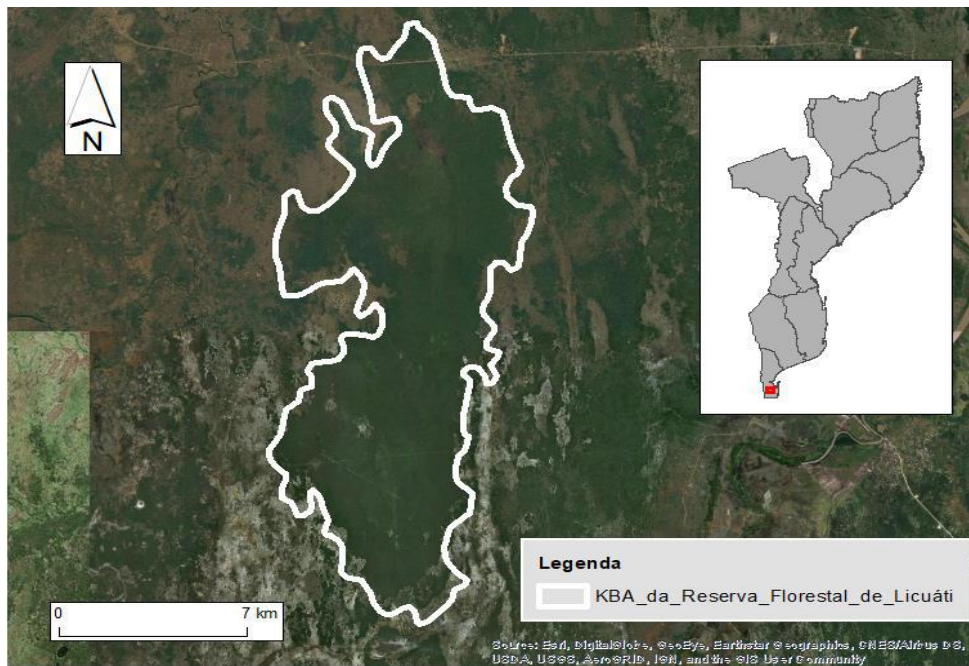 N
Legenda
KBA_da_Reserva_Florestal_de_Licuáti
0 7 km
Source: Esri, DigitalGlobe, GeoEye, Earthstar Geographics, CNES/Airbus DS,
USDA, USGS, AeroGRID, IGN, and the GIS User Community